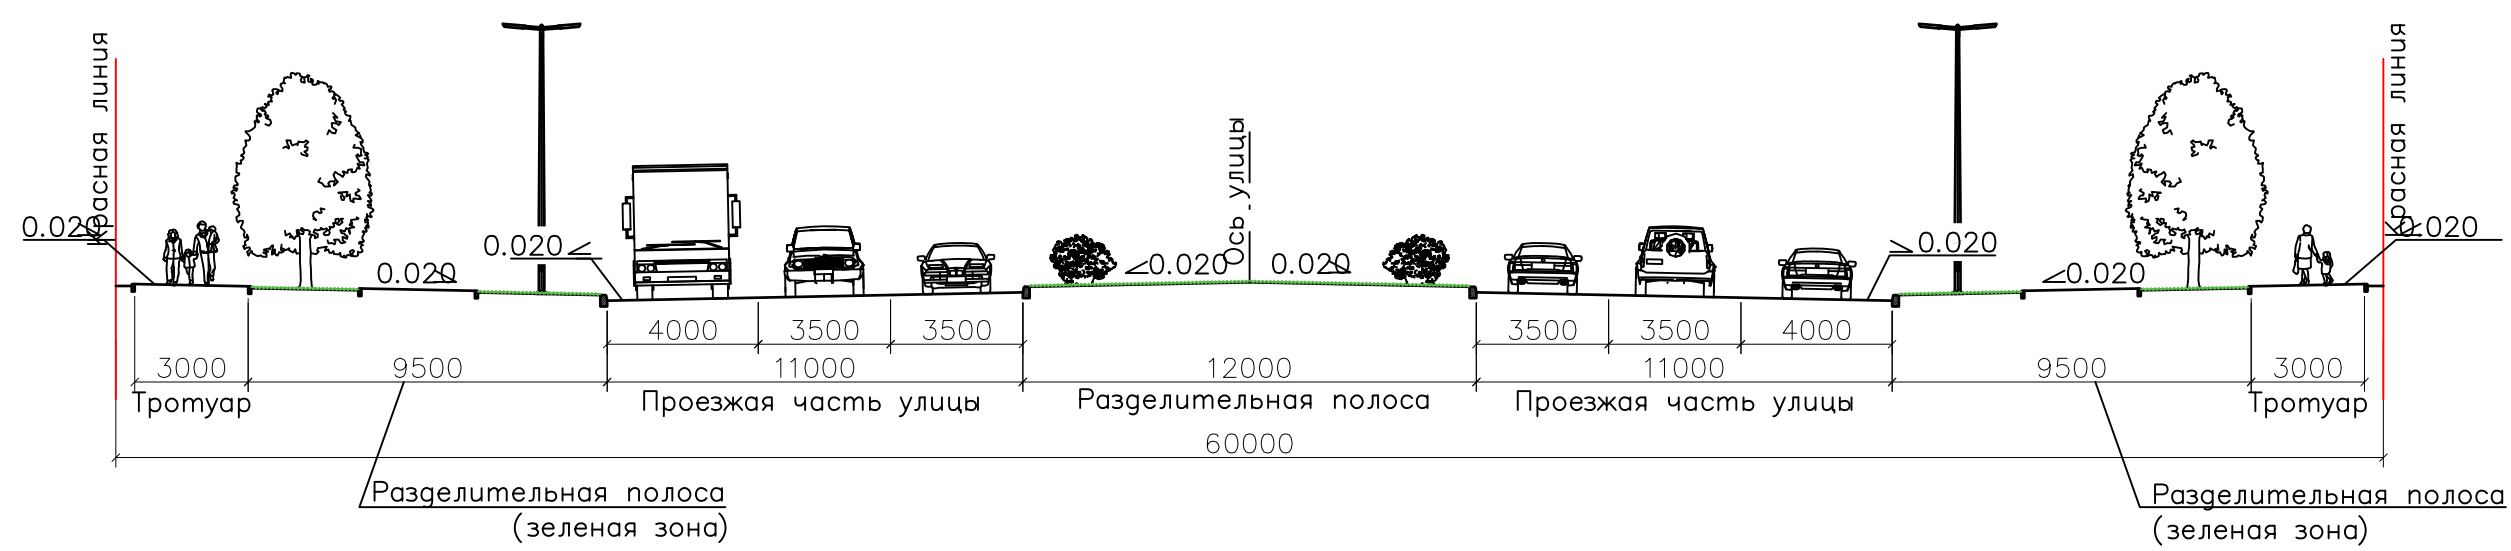 Красная линия
Ось улицы
Красная линия
0.020
0.020
0.020
0.020
0.020
0.020
0.020
0.020
4000 3500 3500 3500 3500 4000
3000 9500 11000 12000 11000 9500 3000
Тротуар Проезжая часть улицы Разделительная полоса Проезжая часть улицы Тротуар
60000
Разделительная полоса
(зеленая зона)
Разделительная полоса
(зеленая зона)